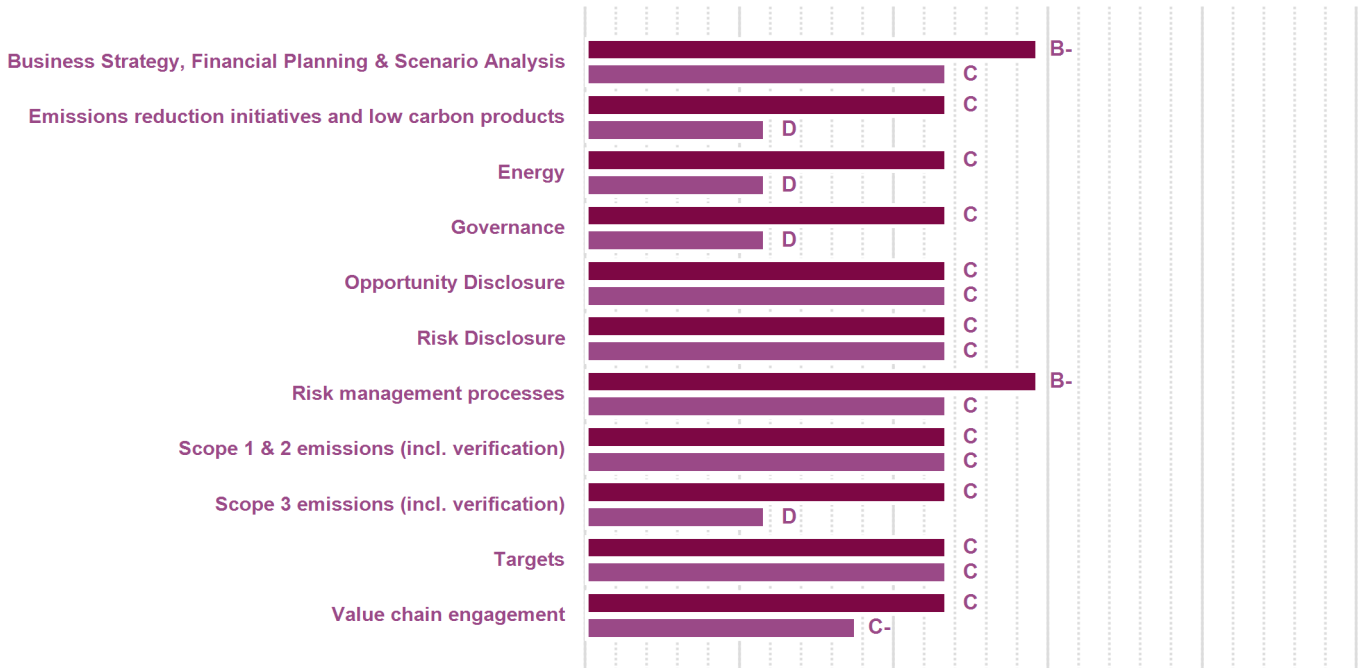 Business Strategy, Financial Planning & Scenario Analysis
B-
C
Emissions reduction initiatives and low carbon products
C
D
Energy
C
D
Governance
C
D
Opportunity Disclosure
C
C
Risk Disclosure
C
C
Risk management processes
B-
C
Scope 1 & 2 emissions (incl. verification)
C
C
Scope 3 emissions (incl. verification)
C
D
Targets
C
C
Value chain engagement
C
C-